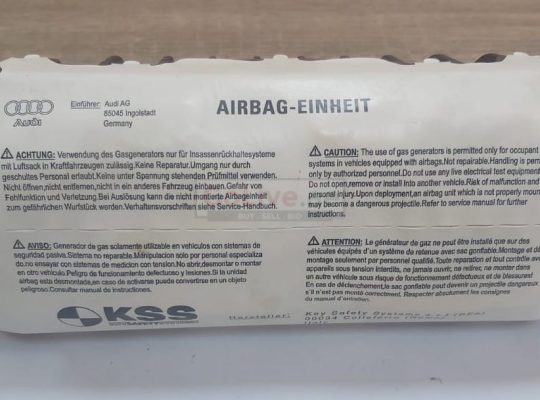 Einführer: Audi AG
85045 Ingolstadt
Germany
Audi
AIRBAG-EINHEIT
ACHTUNG: Verwendung des Gasgenerators nur für Insassenrückhaltesysteme
mit Luftsack in Kraftfahrzeugen zulässig.Keine Reparatur.Umgang nur durch
geschultes Personal erlaubt.Keine unter Spannung stehenden Prüfmittel verwenden.
Nicht öffnen,nicht entfernen,nicht in ein anderes Fahrzeug einbauen.Gefahr von
Fehlfunktion und Verletzung.Bei Auslösung kann die nicht montierte Airbageinheit
zum gefährlichen Wurfstück werden.Verhaltensvorschriften siehe Service-Handbuch.
CAUTION: The use of gas generators is permitted only for occupant
systems in vehicles equipped with airbags.Not repairable.Handling is perm
only by authorized personnel.Do not use any live electrical test equipment
Do not open,remove or install into another vehicle.Risk of malfunction and
personal injury.Upon deployment,an airbag unit which is not properly moun
may become a dangerous projectile.Refer to service manual for further
instructions.
AVISO: Generador de gas solamente utilizable en vehiculos con sistemas de
seguridad pasiva.Sistema no reparable.Manipulacion solo por personal especializa
do.no ensayar con sistemas de medicion con tension.No abrir,desmontar o montar
en otro vehiculo.Peligro de funcionamiento defectuoso y lesiones.Si la unidad
airbag esta desmontada,en caso de activarse puede convertirse en un objeto
peligroso.Consultar manual de instrucciones.
ATTENTION: Le générateur de gaz ne peut être installé que sur des
véhicules équipés d'un système de retenue avec air-bag gonflable.Montage et dé
montage seulement par personnel qualifié. Contrôle interdit par tous
appareils sous tension interdits, ne jamais ouvrir, ne retirer, ne monter dans
un autre véhicule sous risque de fonctionnement défectueux et de blessures!
En cas de déclenchement,le sac gonflable peut devenir un projectile dangereux
s'il n'est pas monté correctement. Respecter absolument les consignes
du manual d'entretien.
KSS
Hersteller:
Key Safety Systems
00034 Colleferro
Italy